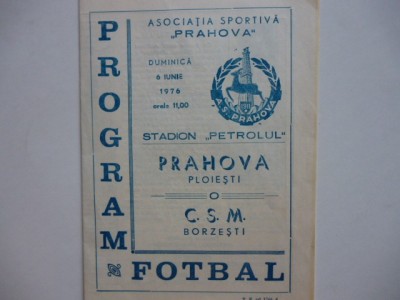 PROGRAM
ASOCIAȚIA SPORTIVĂ
„PRAHOVA"
DUMINICĂ
6 IUNIE
1976
orele 11,00
A.S. PRAHOVA
STADION „PETROLUL"
PRAHOVA
PLOIEȘTI
O
C.S.M.
BORZEȘTI
FOTBAL